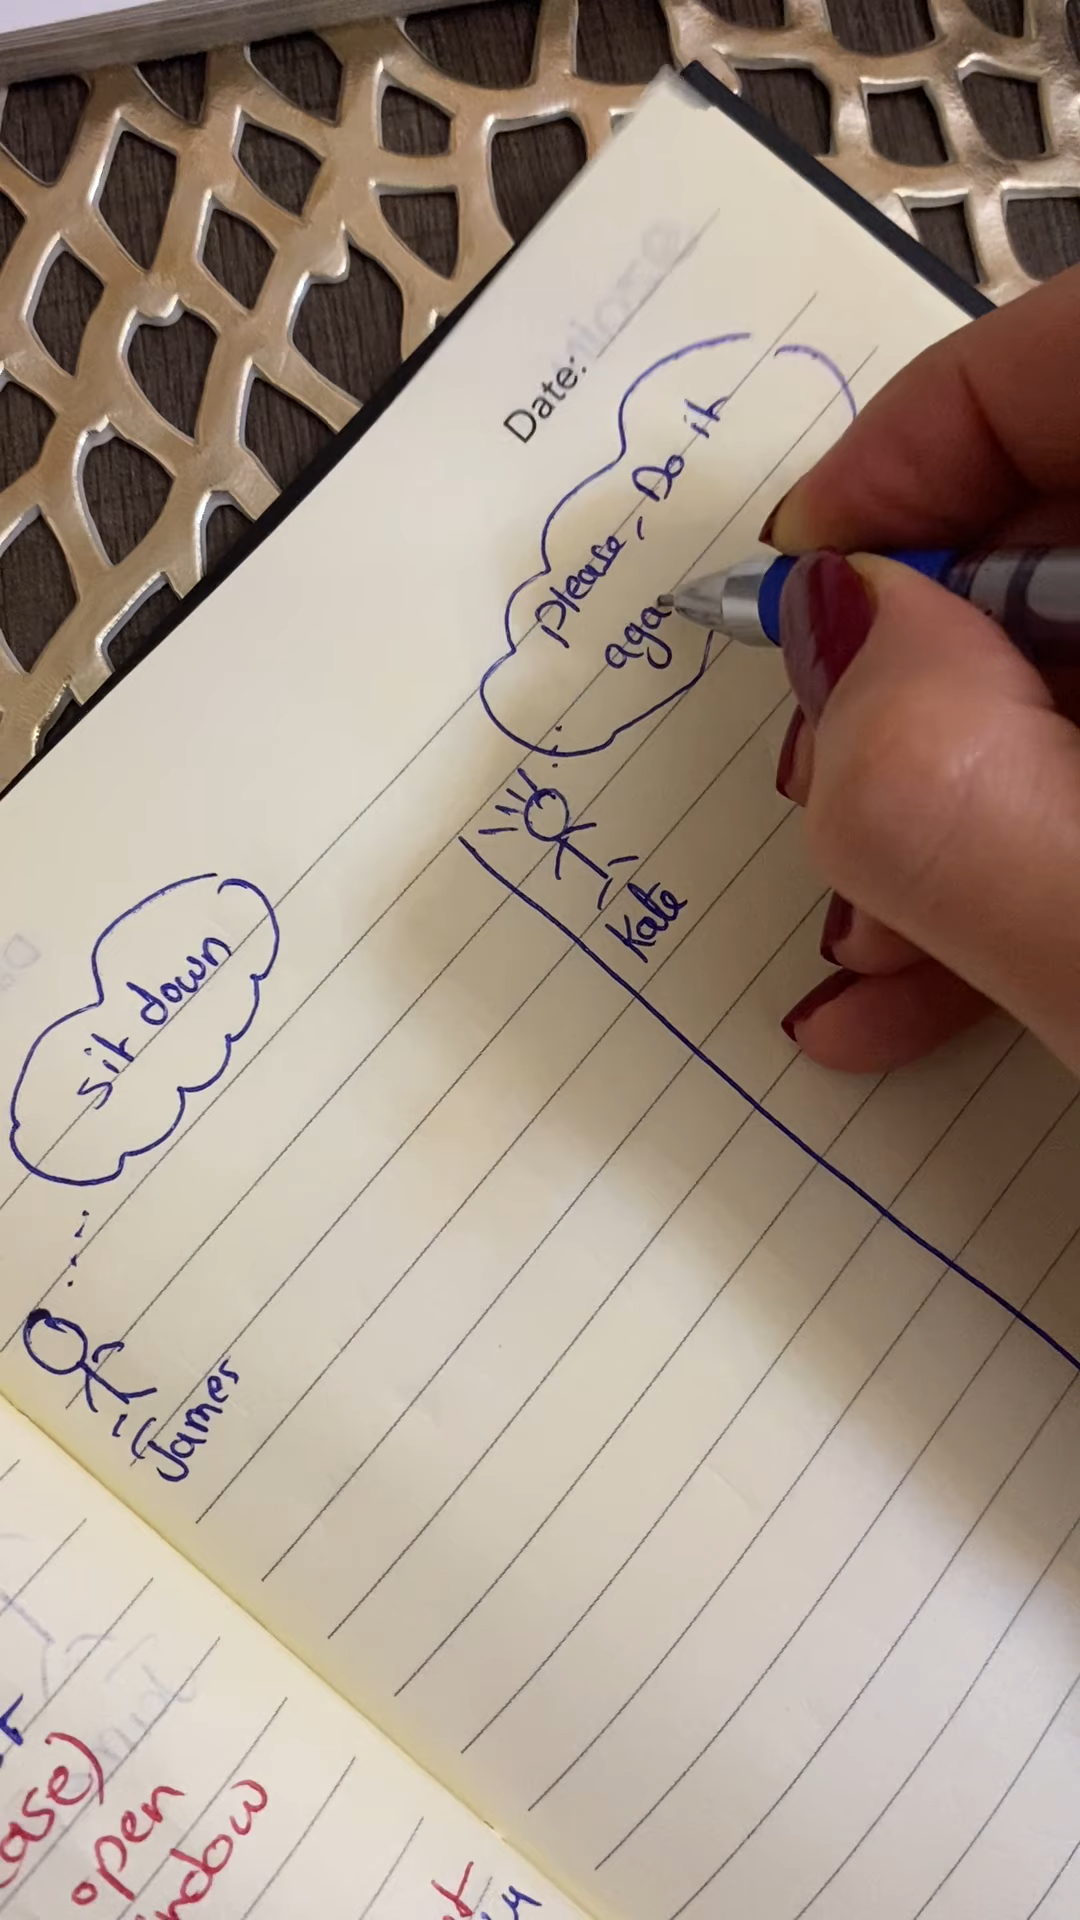 Date:
Please, Do it
aga
Kate
sit down
James
ase)
open
ndow